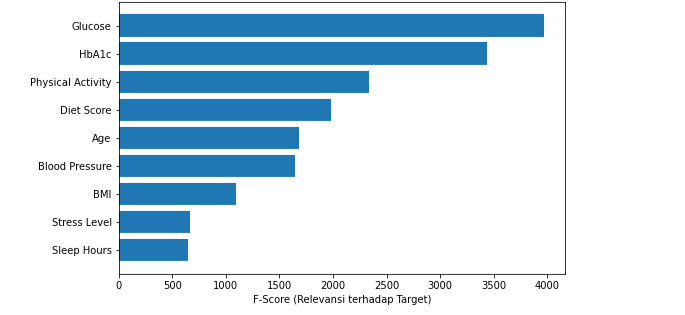 Glucose
HbA1c
Physical Activity
Diet Score
Age
Blood Pressure
BMI
Stress Level
Sleep Hours
0 500 1000 1500 2000 2500 3000 3500 4000
F-Score (Relevansi terhadap Target)